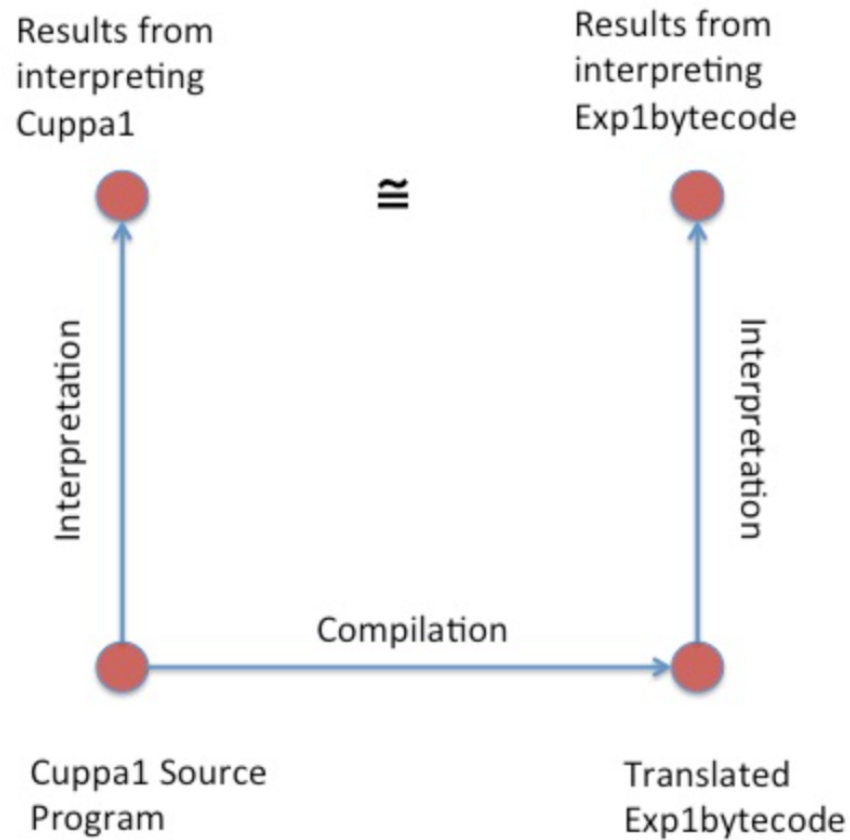 Results from
interpreting
Cuppa1
Results from
interpreting
Exp1bytecode
≅
Interpretation
Interpretation
Compilation
Cuppa1 Source
Program
Translated
Exp1bytecode